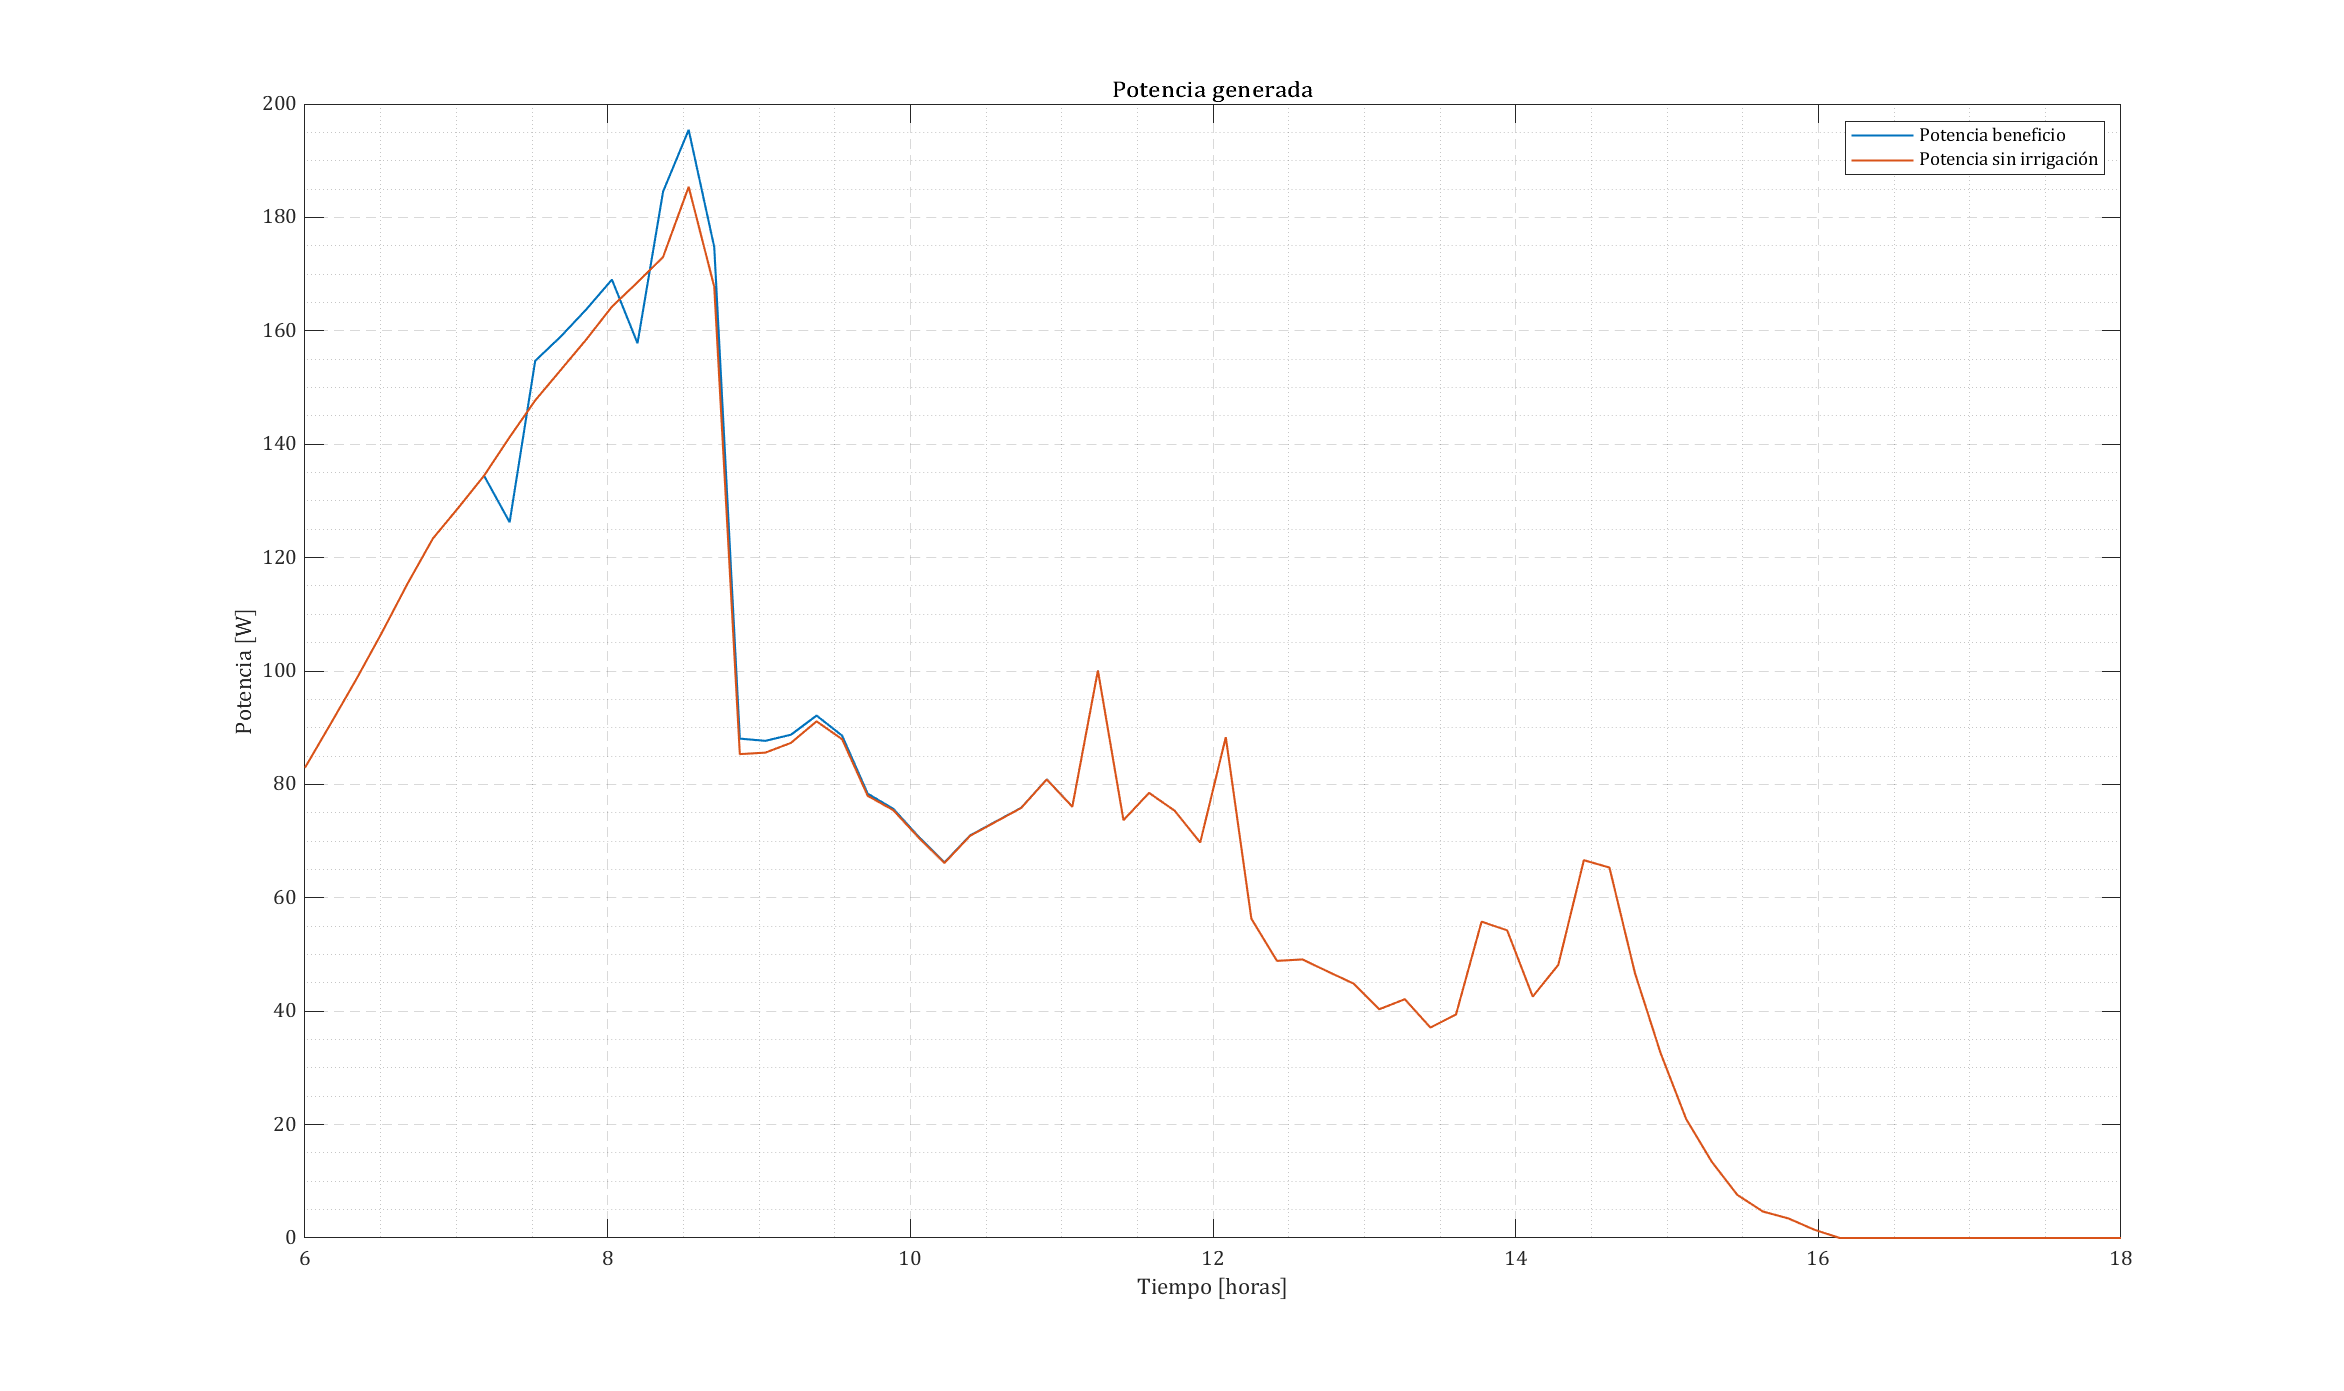 Potencia generada
200
180
160
140
120
100
80
60
40
20
0
Potencia [W]
6 8 10 12 14 16 18
Tiempo [horas]
Potencia beneficio
Potencia sin irrigación